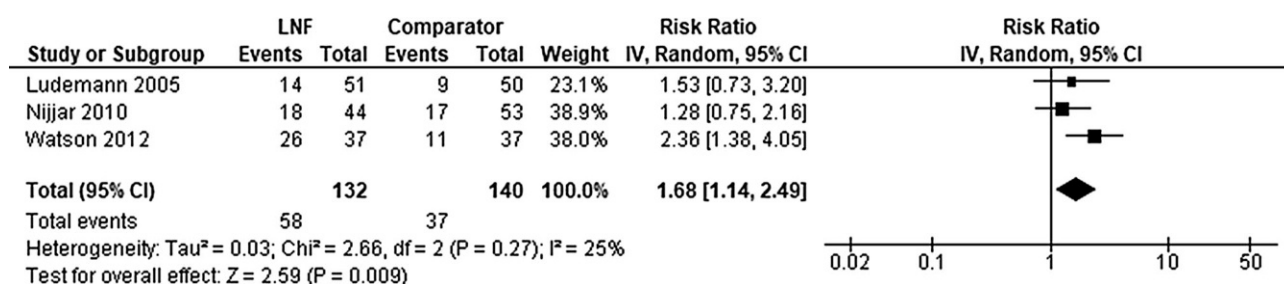 LNF Comparator Risk Ratio Risk Ratio
Study or Subgroup Events Total Events Total Weight IV, Random, 95% CI IV, Random, 95% CI
Ludemann 2005 14 51 9 50 23.1% 1.53 [0.73, 3.20]
Nijjar 2010 18 44 17 53 38.9% 1.28 [0.75, 2.16]
Watson 2012 26 37 11 37 38.0% 2.36 [1.38, 4.05]
Total (95% CI) 132 140 100.0% 1.68 [1.14, 2.49]
Total events 58 37
Heterogeneity: Tau² = 0.03; Chi² = 2.66, df = 2 (P = 0.27); I² = 25%
Test for overall effect: Z = 2.59 (P = 0.009)
0.02 0.1 1 10 50